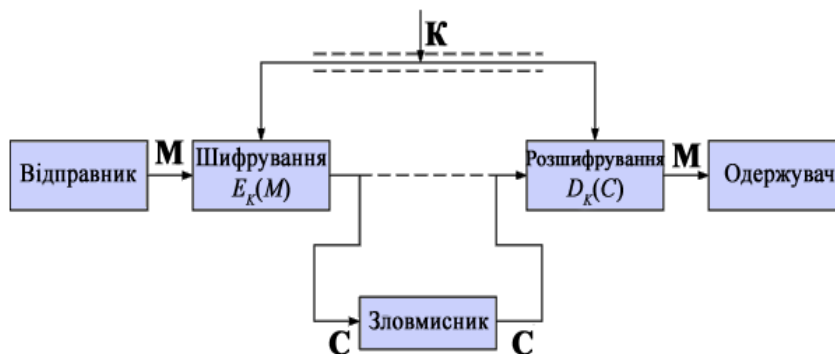 К
Відправник
М
Шифрування
E_K(M)
Розшифрування
D_K(C)
М
Одержувач
С
Зловмисник
С